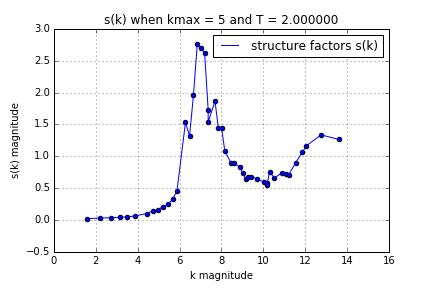 s(k) when kmax = 5 and T = 2.000000
structure factors s(k)
s(k) magnitude
3.0
2.5
2.0
1.5
1.0
0.5
0.0
−0.5
0 2 4 6 8 10 12 14 16
k magnitude